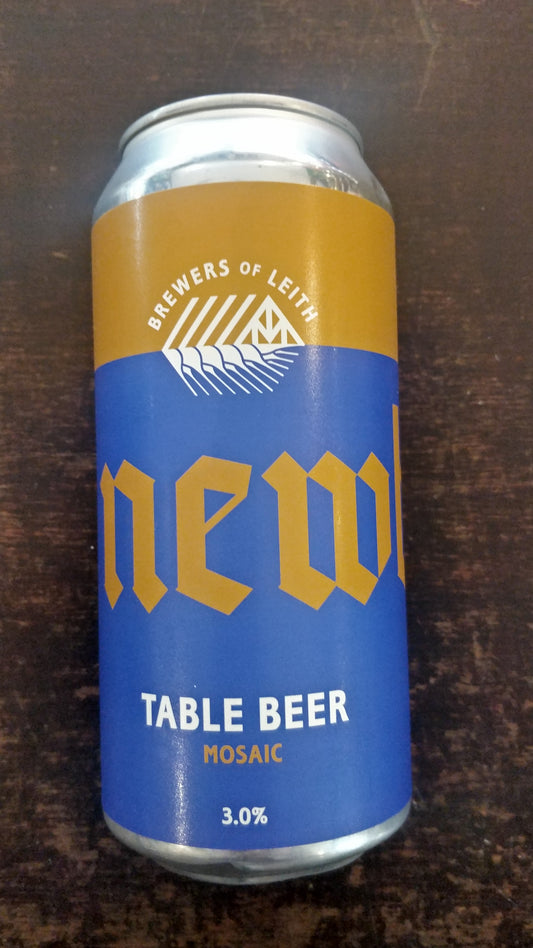 BREWERS OF LEITH
new
TABLE BEER
MOSAIC
3.0%